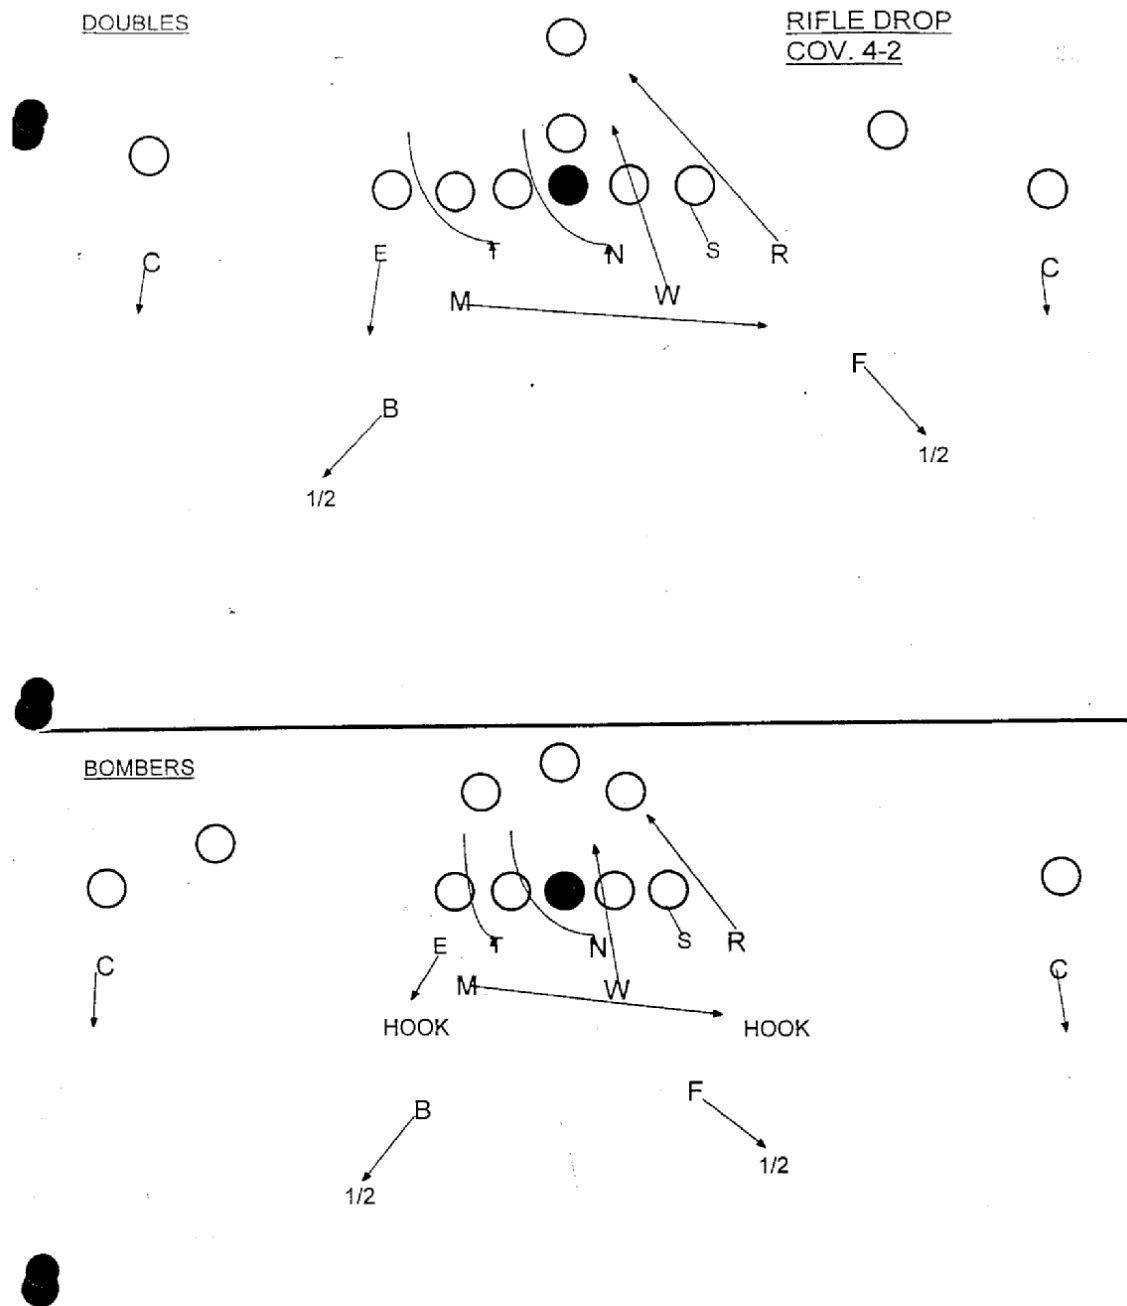 DOUBLES
RIFLE DROP
COV. 4-2
C E T N S R C
M W
F
B
1/2
1/2
BOMBERS
E T N S R
C C
M W
HOOK HOOK
B F
1/2 1/2